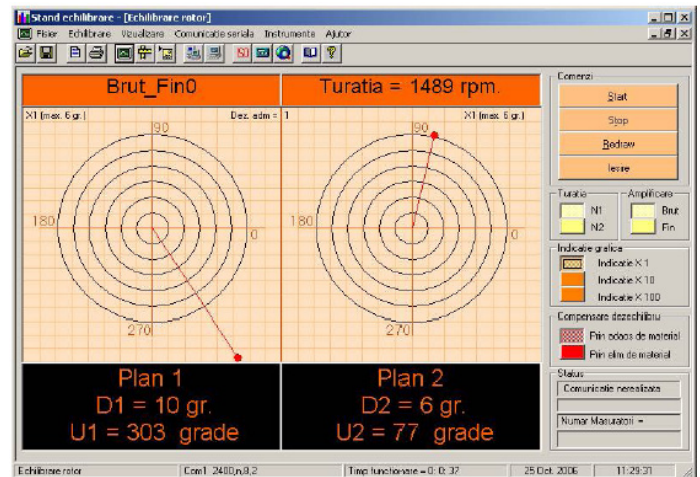 Stand echilibrare - [Echilibrare rotor]
Fisier Echilibrare Vizualizare Comunicatie seriala Instrumente Ajutor
Brut_Fin0
Turatia = 1489 rpm.
X1 (max. 6 gr.)
Dez. adm = 1
X1 (max. 6 gr.)
90
180
0
270
90
180
0
270
Plan 1
D1 = 10 gr.
U1 = 303 grade
Plan 2
D2 = 6 gr.
U2 = 77 grade
Comenzi
Start
Stop
Redraw
Iesire
Turatia
N1
N2
Amplificare
Brut
Fin
Indicatie grafica
Indicatie X 1
Indicatie X 10
Indicatie X 100
Compensare dezechilibru
Prin adaos de material
Prin elim de material
Status
Comunicatie nerealizata
Numar Masuratori =
Echilibrare rotor
Com1 2400,n,8,2
Timp functionare = 0: 0: 37
25 Oct. 2006
11:29:31